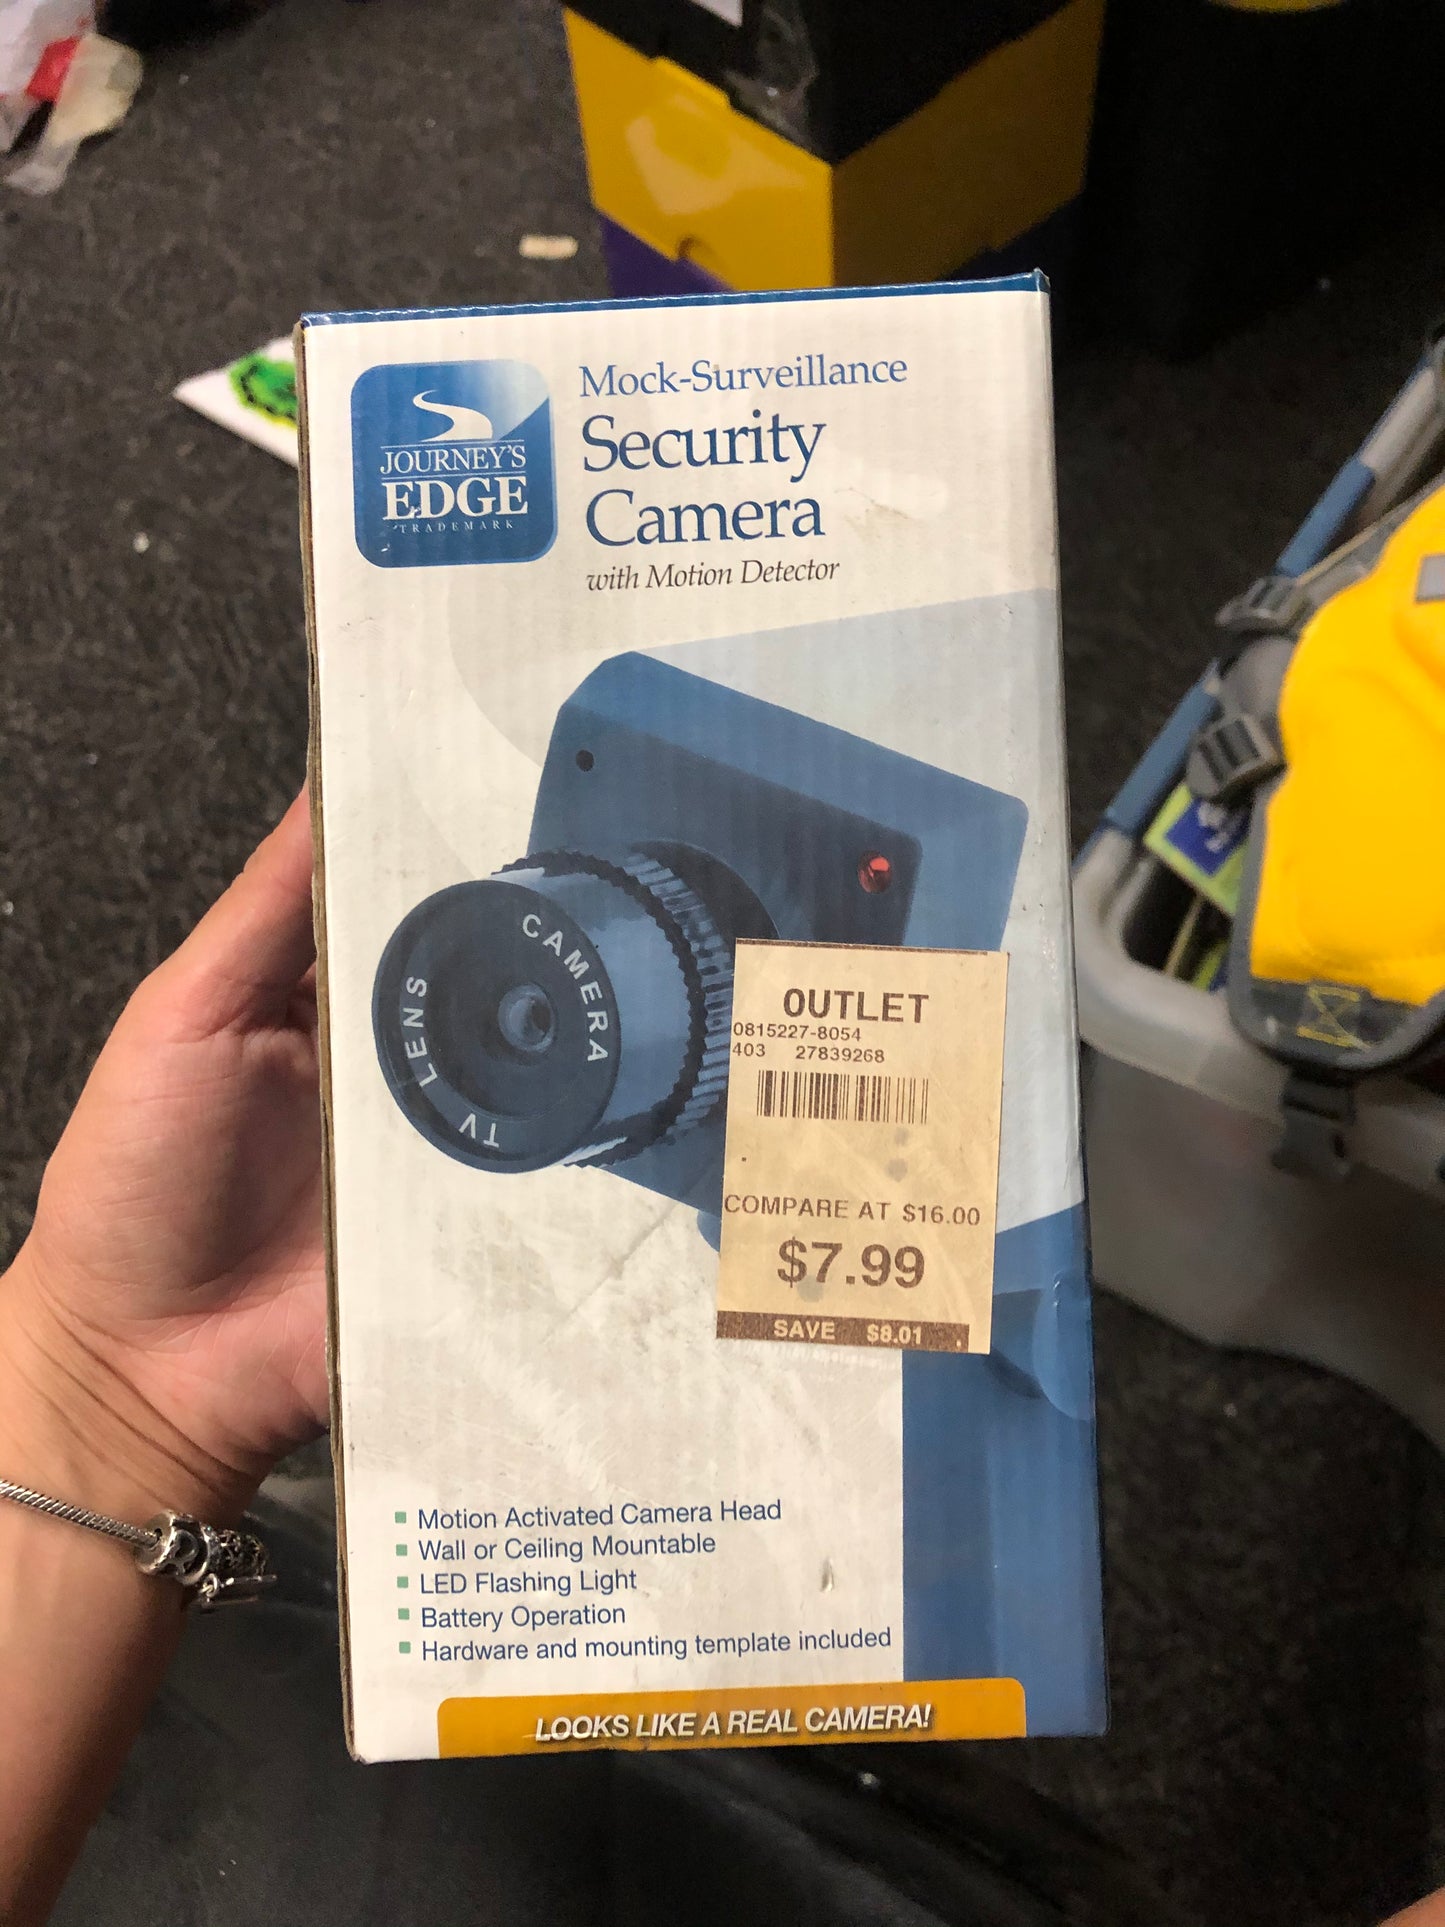 JOURNEY'S
EDGE
TRADEMARK
Mock-Surveillance
Security
Camera
with Motion Detector
CAMERA
TV LENS
OUTLET
0815227-8054
403 27839268
COMPARE AT $16.00
$7.99
SAVE $8.01
Motion Activated Camera Head
Wall or Ceiling Mountable
LED Flashing Light
Battery Operation
Hardware and mounting template included
LOOKS LIKE A REAL CAMERA!